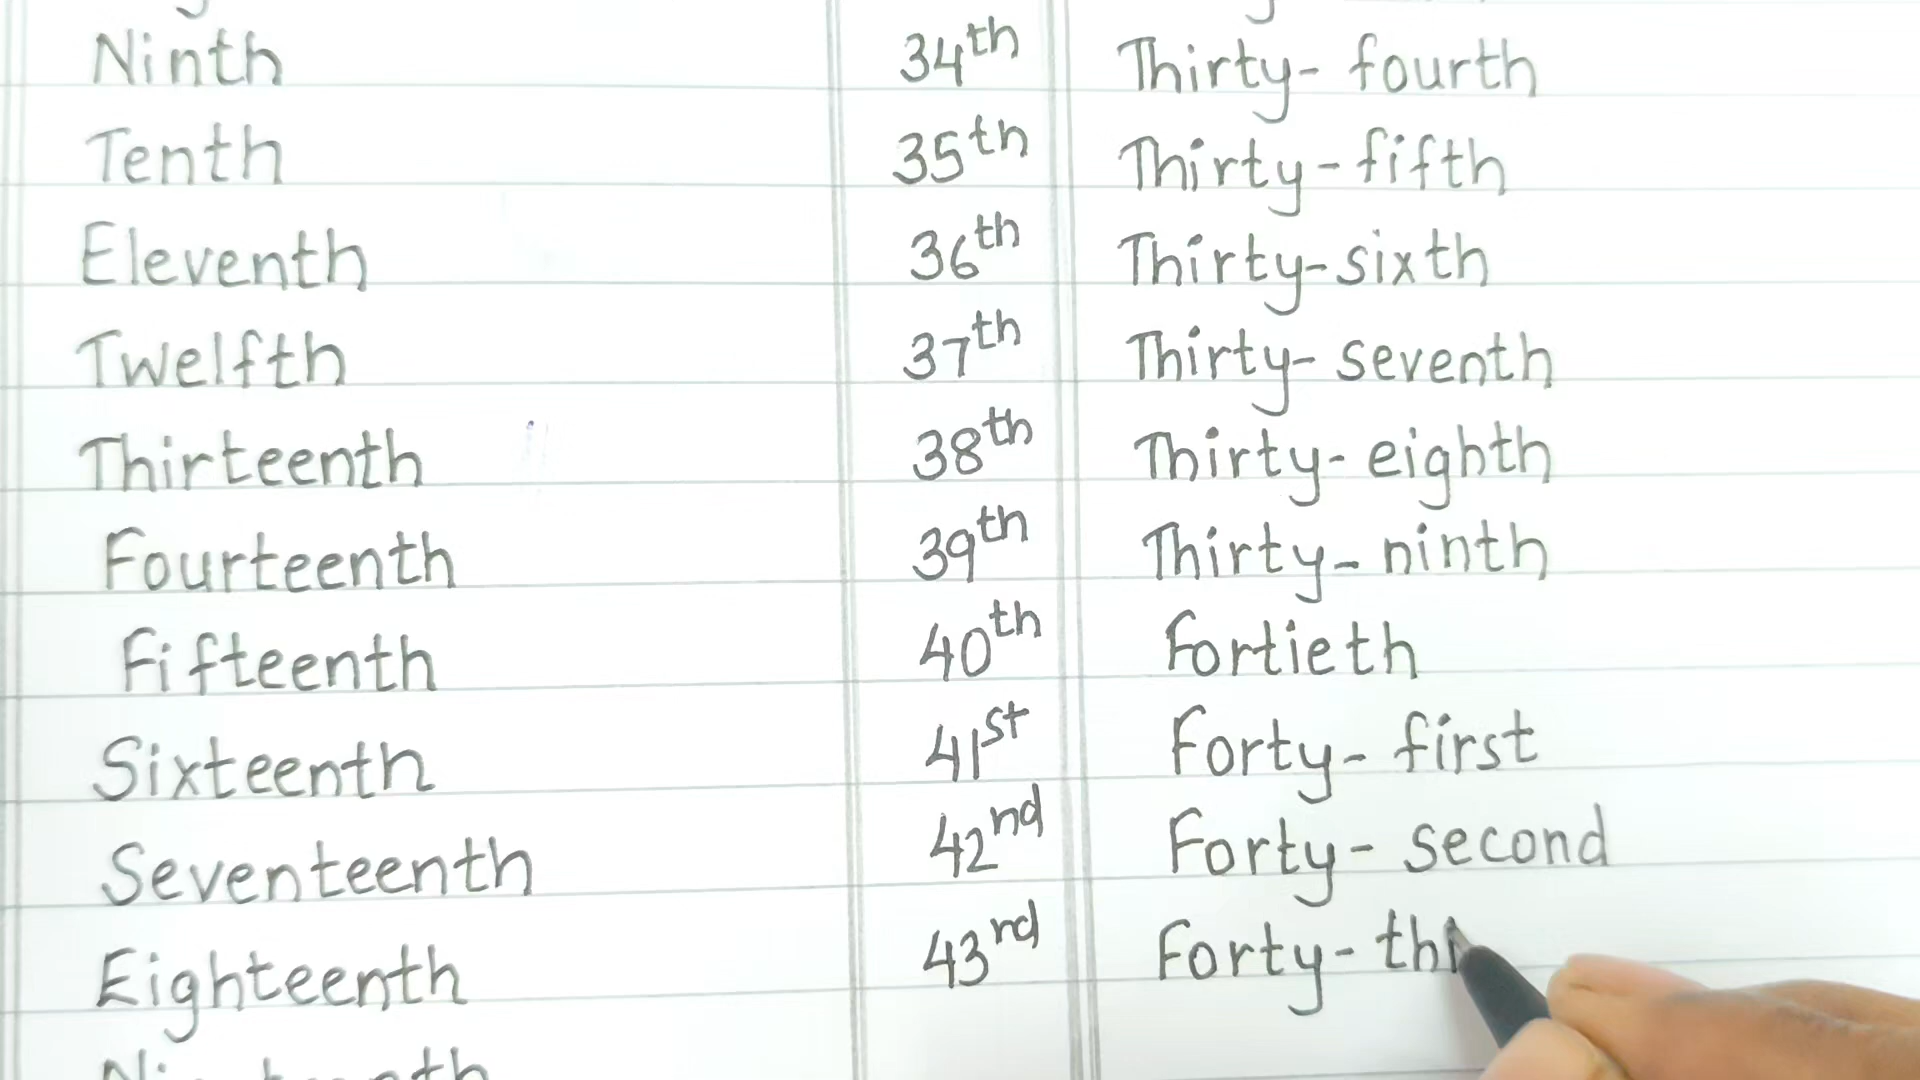 Ninth 34th Thirty- fourth
Tenth 35th Thirty-fifth
Eleventh 36th Thirty-sixth
Twelfth 37th Thirty- seventh
Thirteenth 38th Thirty- eighth
Fourteenth 39th Thirty- ninth
Fifteenth 40th Fortieth
Sixteenth 41st Forty- first
Seventeenth 42nd Forty- second
Eighteenth 43rd Forty- thi